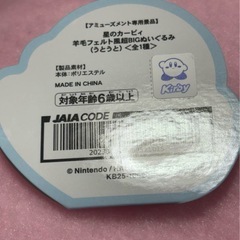 【アミューズメント専用景品】
星のカービィ
羊毛フェルト風超BIGぬいぐるみ
(うとうと)<全1種>
【製品素材】
本体：ポリエステル
MADE IN CHINA
対象年齢6歳以上
Kirby
JAIA CODE
© Nintendo / HA
KB25-